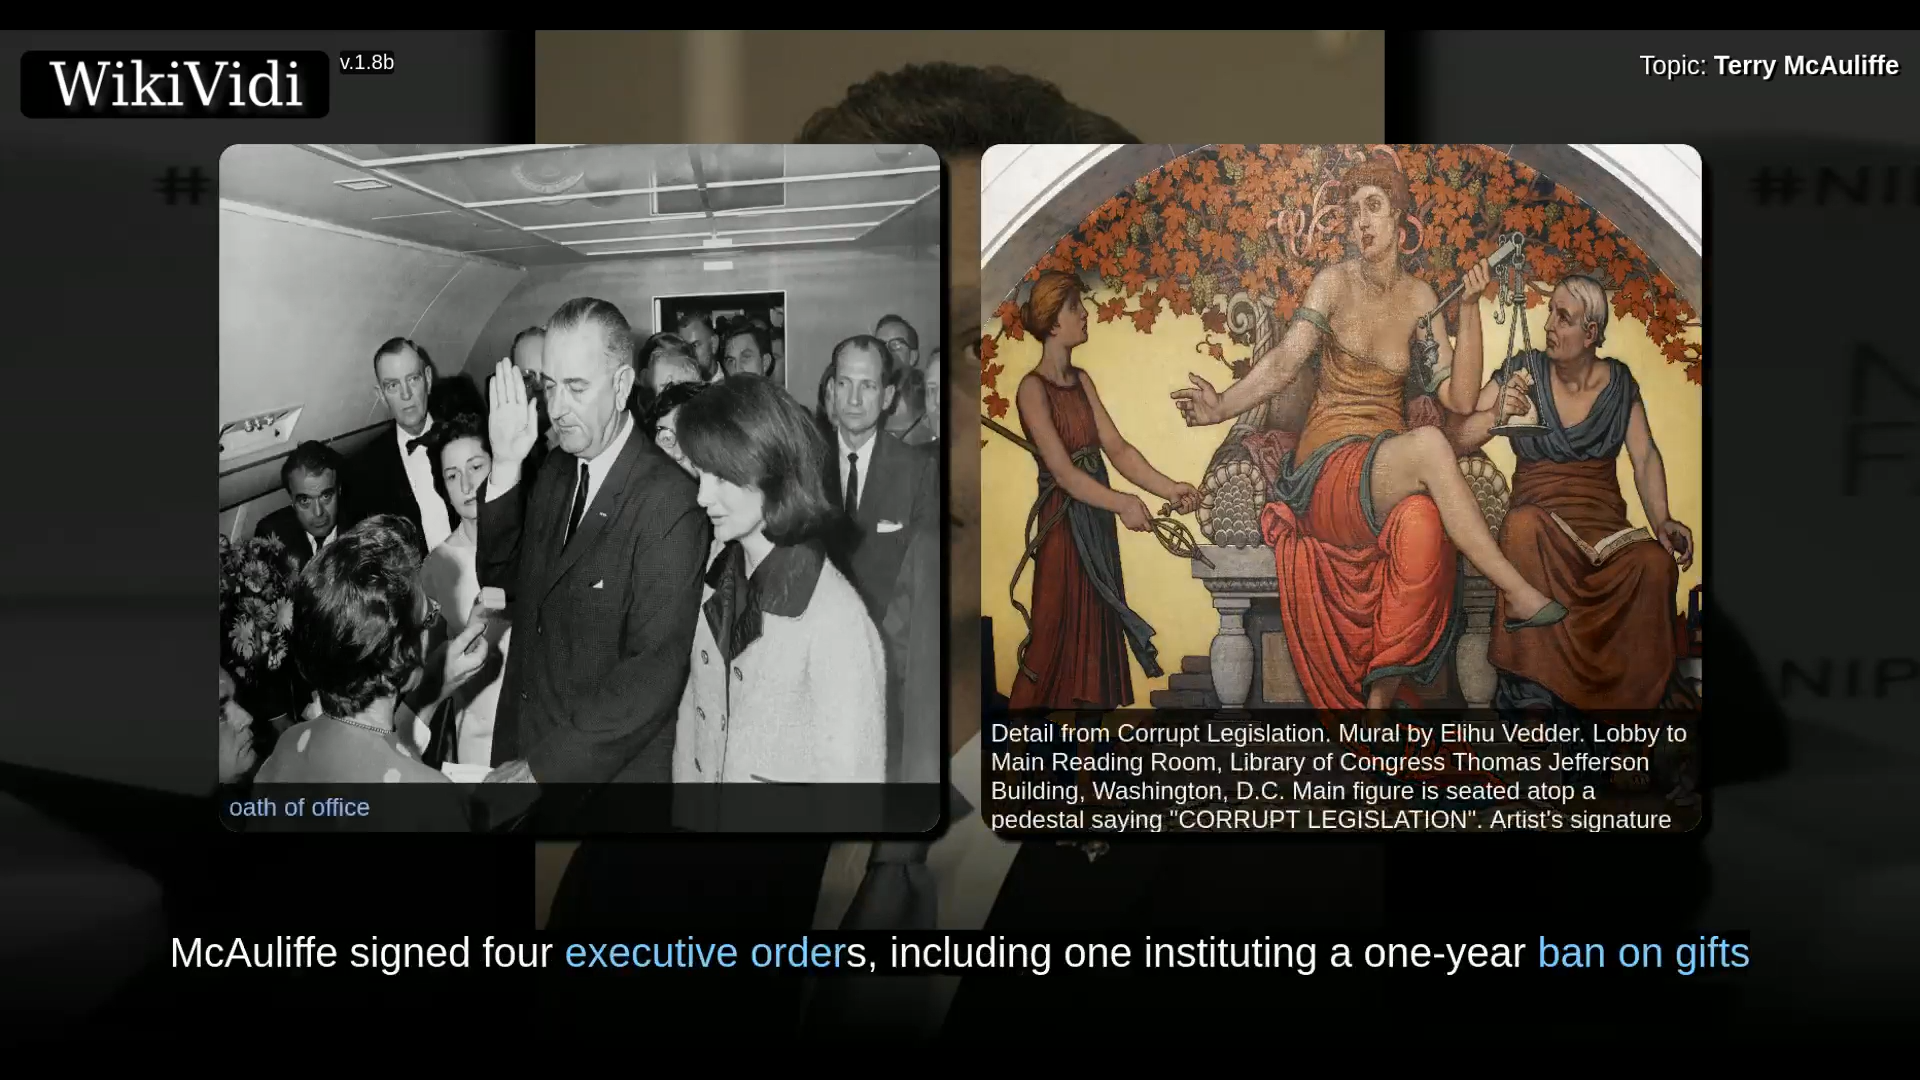 WikiVidi
v.1.8b
Topic: Terry McAuliffe
oath of office
Detail from Corrupt Legislation. Mural by Elihu Vedder. Lobby to
Main Reading Room, Library of Congress Thomas Jefferson
Building, Washington, D.C. Main figure is seated atop a
pedestal saying "CORRUPT LEGISLATION". Artist's signature
McAuliffe signed four executive orders, including one instituting a one-year ban on gifts